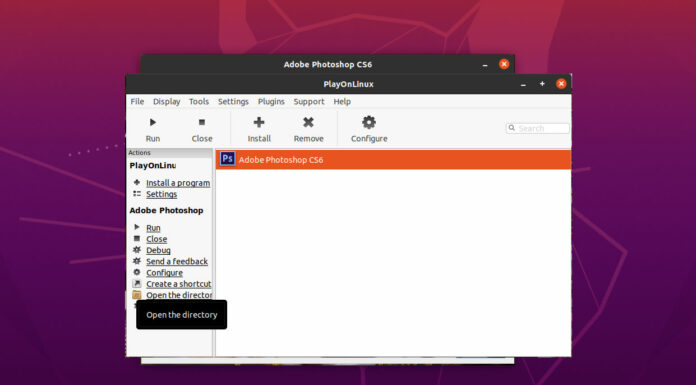 Adobe Photoshop CS6
PlayOnLinux
File Display Tools Settings Plugins Support Help
Run Close Install Remove Configure
Search
Actions
PlayOnLinu
Install a program
Settings
Adobe Photoshop
Run
Close
Debug
Send a feedback
Configure
Create a shortcut
Open the director
Open the directory
Ps Adobe Photoshop CS6